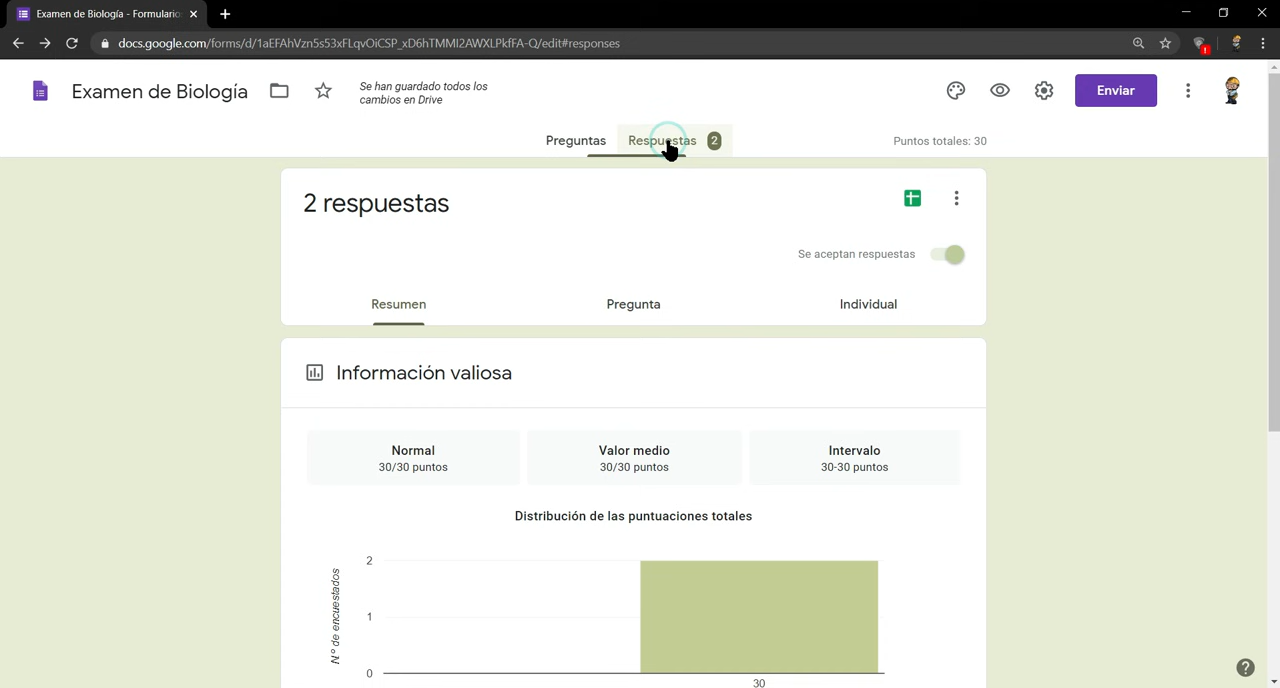 Examen de Biología - Formulario
docs.google.com/forms/d/1aEFAhVzn5s53xFLqvOiCSP_xD6hTMMI2AWXLPkfFA-Q/edit#responses
Examen de Biología
Se han guardado todos los
cambios en Drive
Enviar
Preguntas
Respuestas 2
Puntos totales: 30
2 respuestas
Se aceptan respuestas
Resumen
Pregunta
Individual
Información valiosa
Normal
30/30 puntos
Valor medio
30/30 puntos
Intervalo
30-30 puntos
Distribución de las puntuaciones totales
N.º de encuestados
2
1
0
30